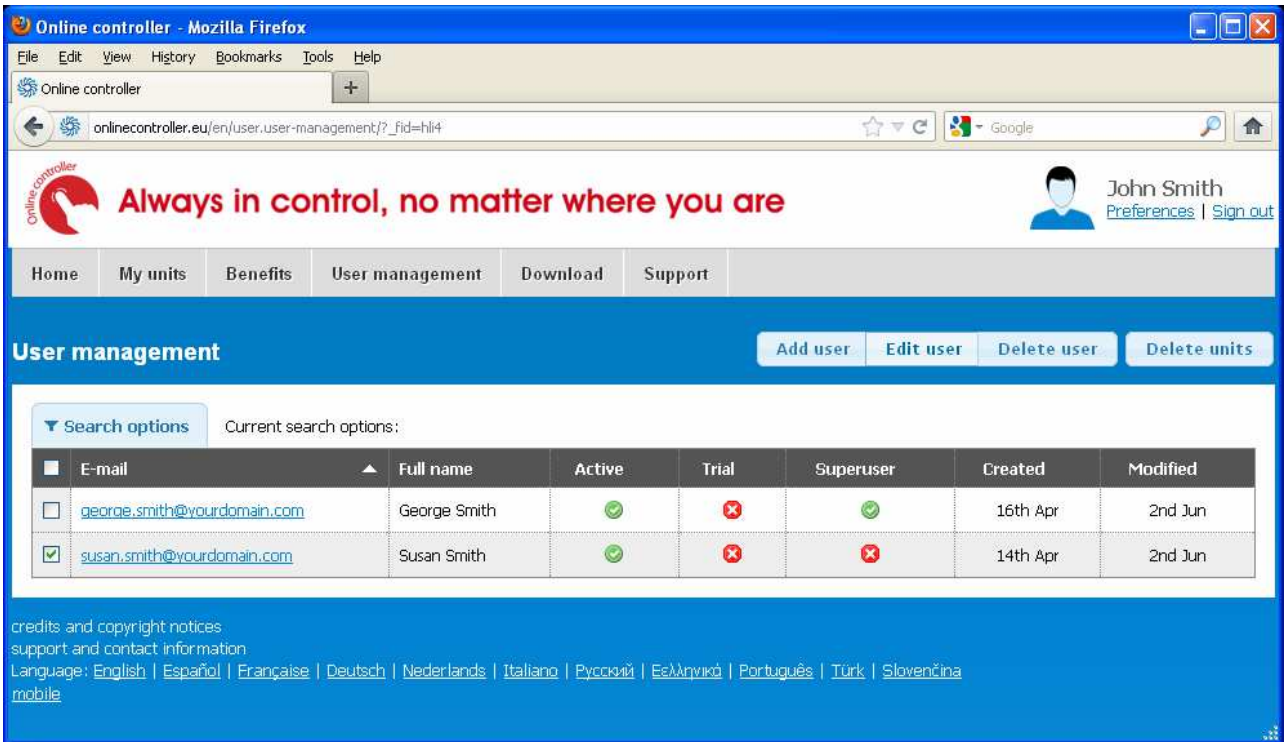 Online controller - Mozilla Firefox
File Edit View History Bookmarks Tools Help
Online controller
onlinecontroller.eu/en/user.user-management/?_fid=hli4 Google
Online controller
Always in control, no matter where you are
John Smith
Preferences | Sign out
Home My units Benefits User management Download Support
User management Add user Edit user Delete user Delete units
Search options Current search options:
E-mail Full name Active Trial Superuser Created Modified
george.smith@yourdomain.com George Smith 16th Apr 2nd Jun
susan.smith@yourdomain.com Susan Smith 14th Apr 2nd Jun
credits and copyright notices
support and contact information
Language: English | Español | Française | Deutsch | Nederlands | Italiano | Русский | Εελληνικά | Português | Türk | Slovenčina
mobile